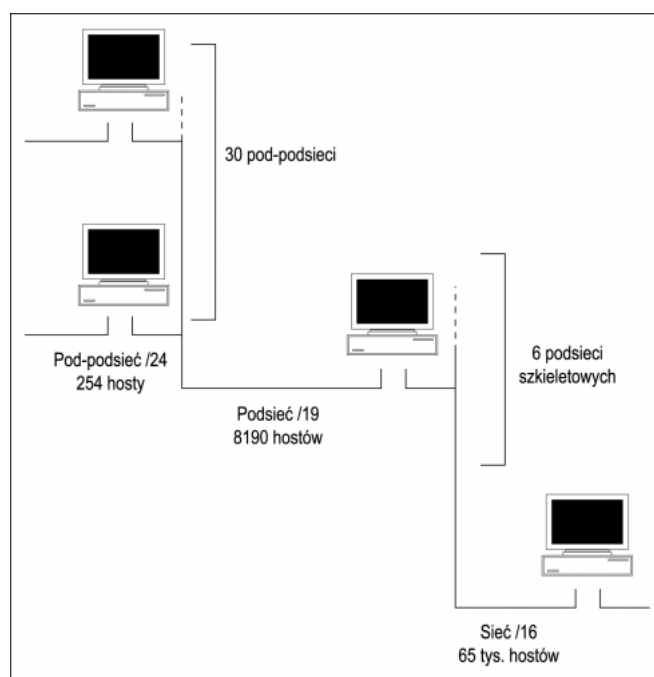 30 pod-podsieci
Pod-podsieć /24
254 hosty
6 podsieci
szkieletowych
Podsieć /19
8190 hostów
Sieć /16
65 tys. hostów